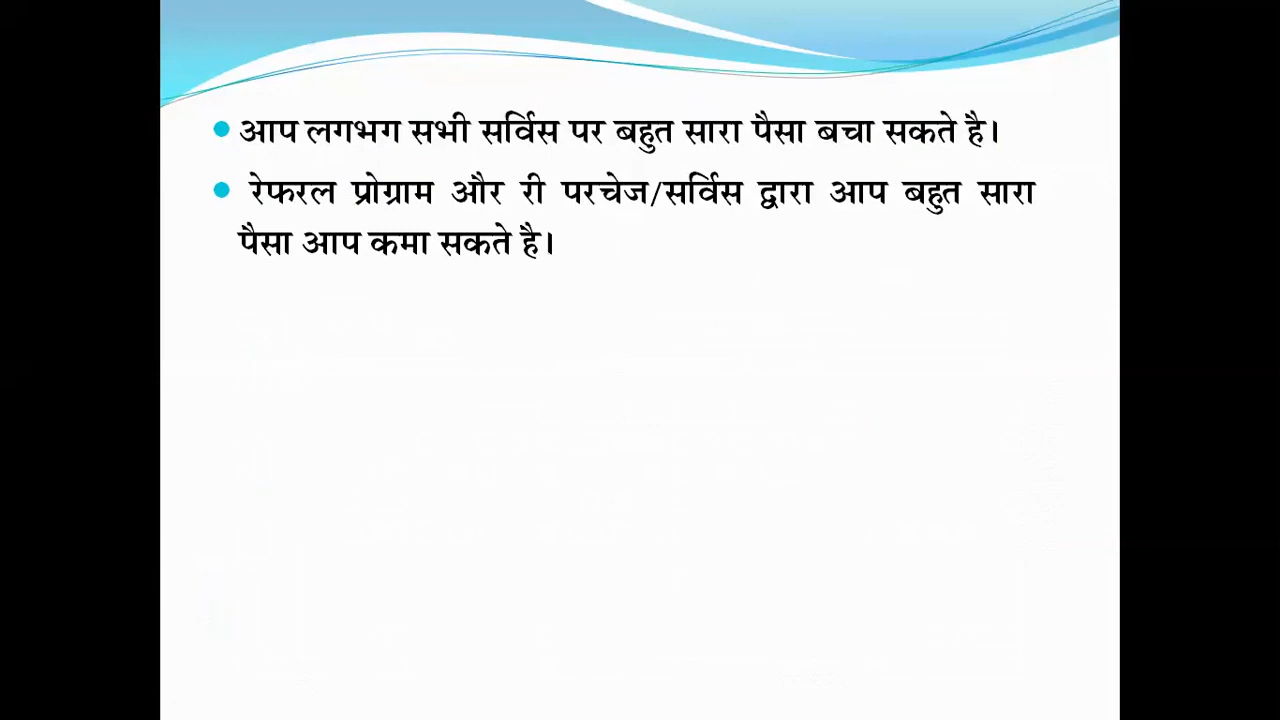 आप लगभग सभी सर्विस पर बहुत सारा पैसा बचा सकते है।
रेफरल प्रोग्राम और री परचेज/सर्विस द्वारा आप बहुत सारा
पैसा आप कमा सकते है।